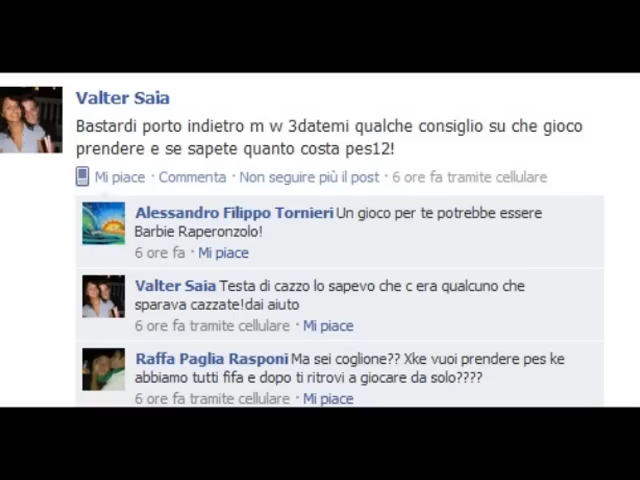 Valter Saia
Bastardi porto indietro m w 3datemi qualche consiglio su che gioco
prendere e se sapete quanto costa pes12!
Mi piace · Commenta · Non seguire più il post · 6 ore fa tramite cellulare
Alessandro Filippo Tornieri Un gioco per te potrebbe essere
Barbie Raperonzolo!
6 ore fa · Mi piace
Valter Saia Testa di cazzo lo sapevo che c era qualcuno che
sparava cazzate!dai aiuto
6 ore fa tramite cellulare · Mi piace
Raffa Paglia Rasponi Ma sei coglione?? Xke vuoi prendere pes ke
abbiamo tutti fifa e dopo ti ritrovi a giocare da solo????
6 ore fa tramite cellulare · Mi piace